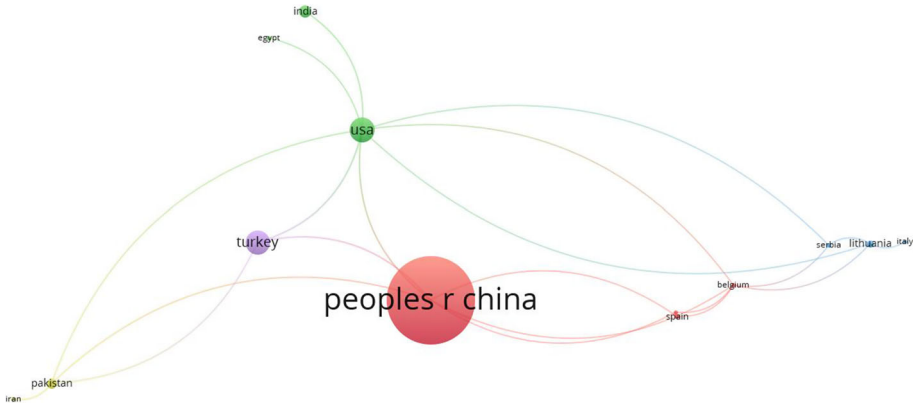 india
egypt
usa
turkey
serbia
lithuania
italy
belgium
peoples r china
spain
pakistan
iran